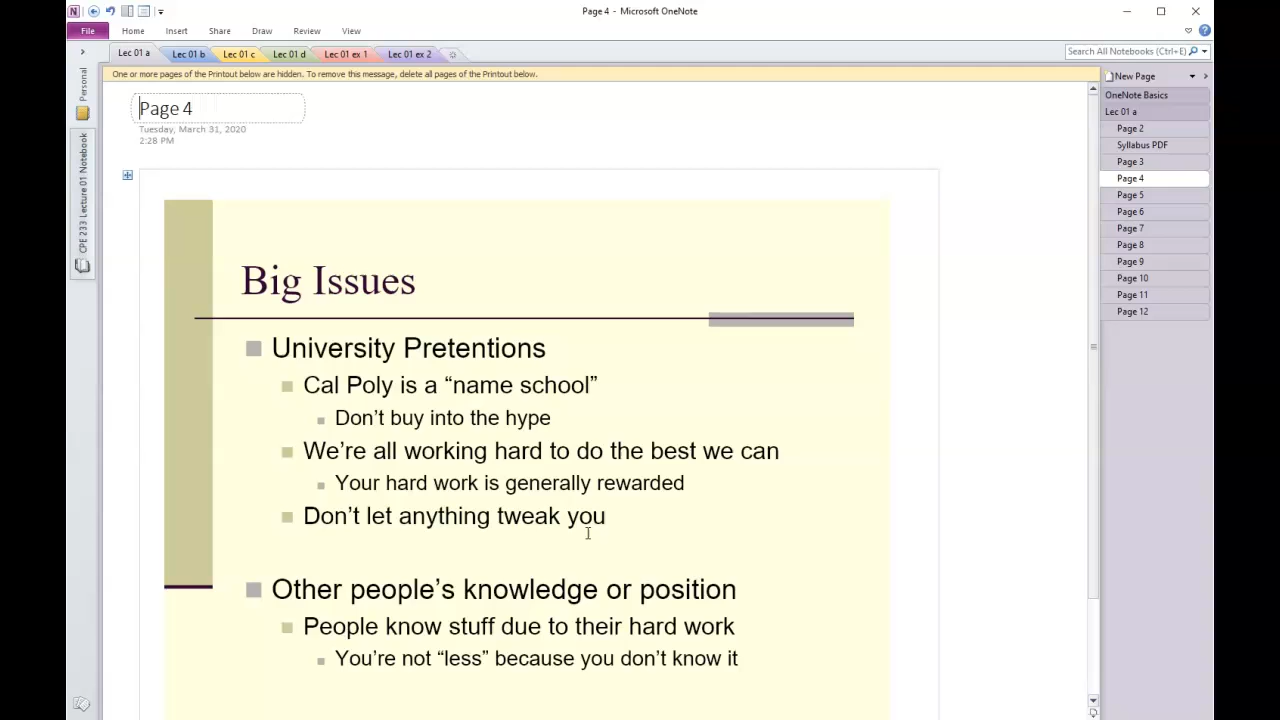 Page 4 - Microsoft OneNote
File Home Insert Share Draw Review View
Lec 01 a Lec 01 b Lec 01 c Lec 01 d Lec 01 ex 1 Lec 01 ex 2
Search All Notebooks (Ctrl+E)
One or more pages of the Printout below are hidden. To remove this message, delete all pages of the Printout below.
Personal
CPE 233 Lecture 01 Notebook
Page 4
Tuesday, March 31, 2020
2:28 PM
Big Issues
University Pretentions
Cal Poly is a “name school”
Don’t buy into the hype
We’re all working hard to do the best we can
Your hard work is generally rewarded
Don’t let anything tweak you
Other people’s knowledge or position
People know stuff due to their hard work
You’re not “less” because you don’t know it
New Page
OneNote Basics
Lec 01 a
Page 2
Syllabus PDF
Page 3
Page 4
Page 5
Page 6
Page 7
Page 8
Page 9
Page 10
Page 11
Page 12